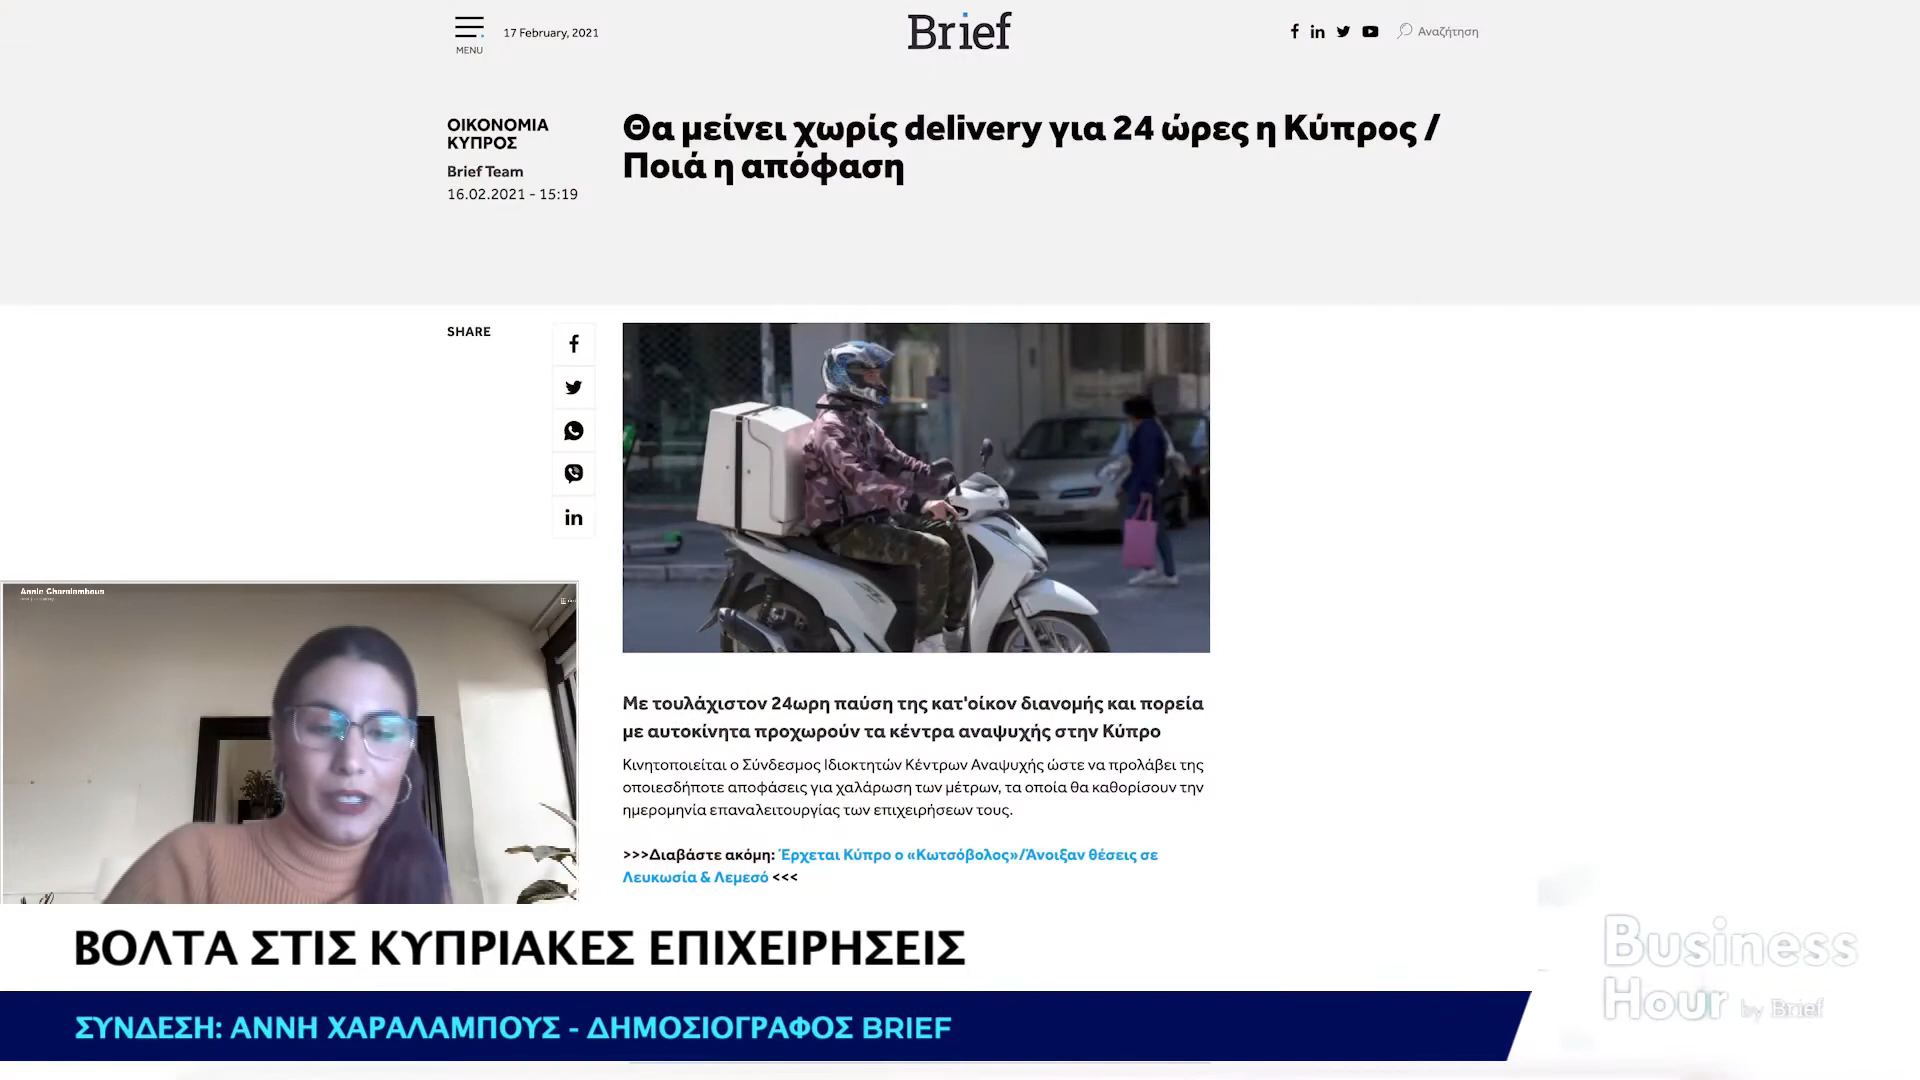 MENU
17 February, 2021
Brief
Αναζήτηση
ΟΙΚΟΝΟΜΙΑ
ΚΥΠΡΟΣ
Brief Team
16.02.2021 - 15:19
Θα μείνει χωρίς delivery για 24 ώρες η Κύπρος /
Ποιά η απόφαση
SHARE
Με τουλάχιστον 24ωρη παύση της κατ'οίκον διανομής και πορεία
με αυτοκίνητα προχωρούν τα κέντρα αναψυχής στην Κύπρο
Κινητοποιείται ο Σύνδεσμος Ιδιοκτητών Κέντρων Αναψυχής ώστε να προλάβει της
οποιεσδήποτε αποφάσεις για χαλάρωση των μέτρων, τα οποία θα καθορίσουν την
ημερομηνία επαναλειτουργίας των επιχειρήσεων τους.
>>>Διαβάστε ακόμη: Έρχεται Κύπρο ο «Κωτσόβολος»/Άνοιξαν θέσεις σε
Λευκωσία & Λεμεσό <<<
Annie Charalambous
ΒΟΛΤΑ ΣΤΙΣ ΚΥΠΡΙΑΚΕΣ ΕΠΙΧΕΙΡΗΣΕΙΣ
ΣΥΝΔΕΣΗ: ΑΝΝΗ ΧΑΡΑΛΑΜΠΟΥΣ - ΔΗΜΟΣΙΟΓΡΑΦΟΣ BRIEF
Business
Hour by Brief